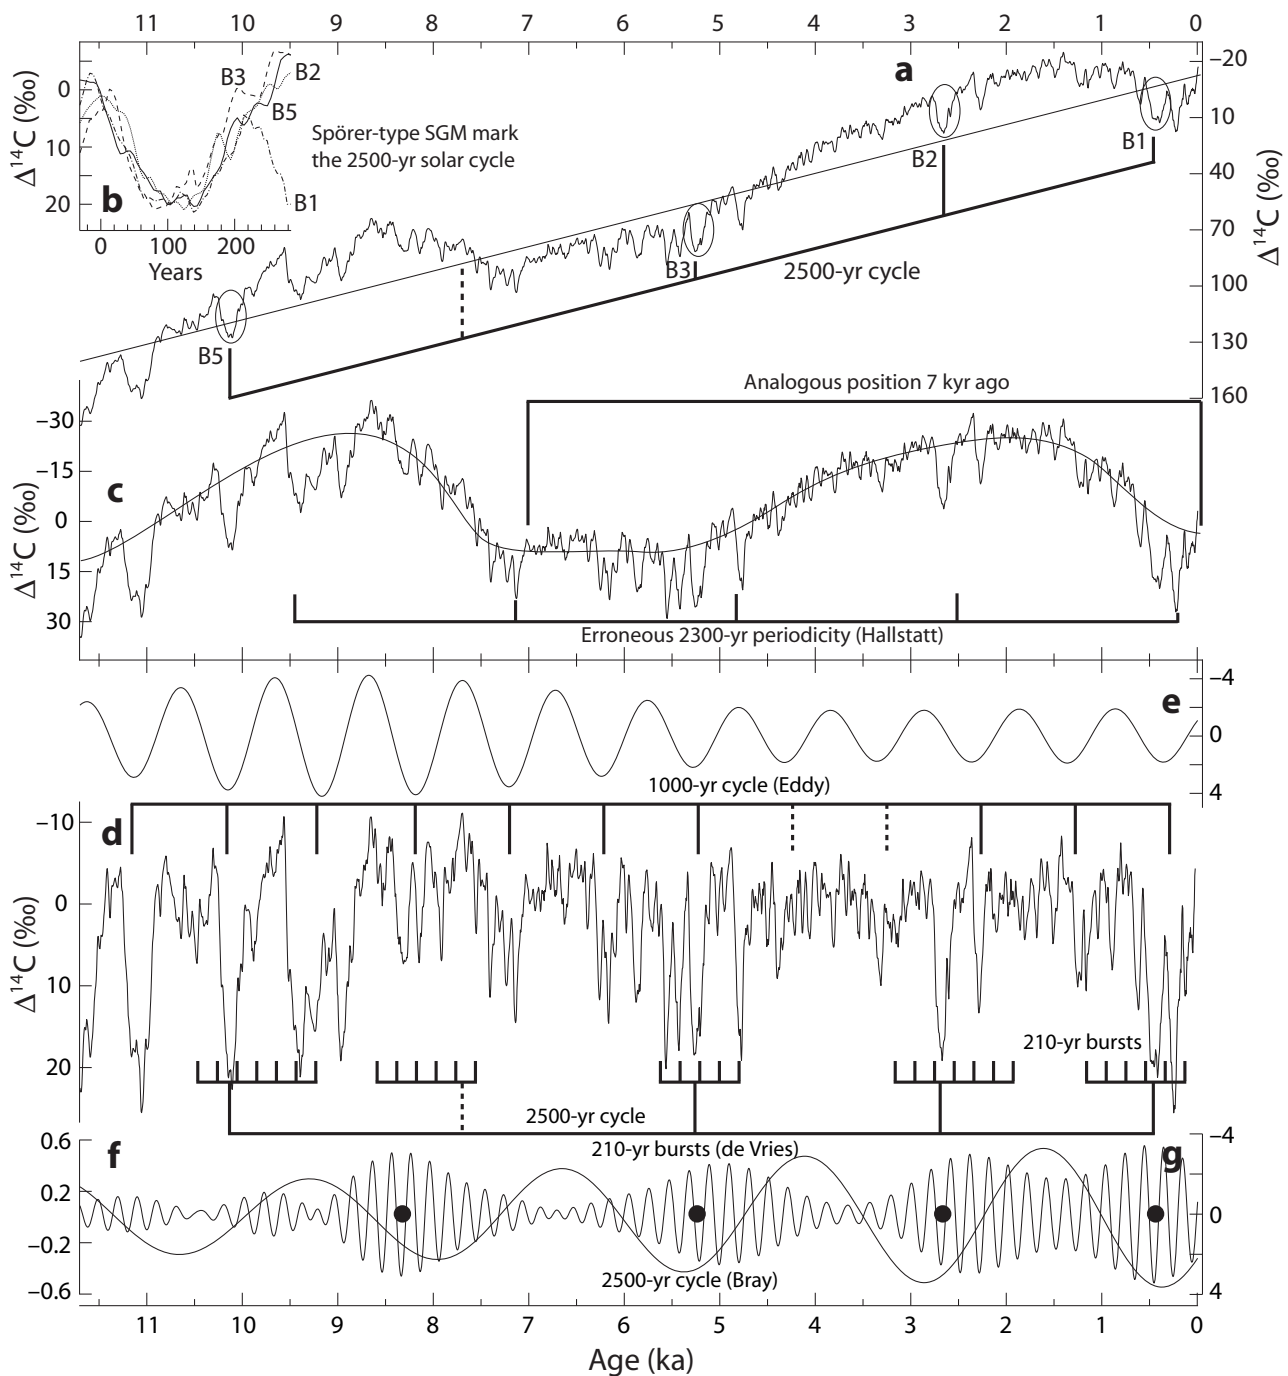 11 10 9 8 7 6 5 4 3 2 1 0
a
−20
10
40
70
100
130
160
Δ¹⁴C (‰)
B1
B2
B3
B5
2500-yr cycle
Δ¹⁴C (‰)
0
10
20
b
B3
B2
B5
B1
0 100 200
Years
Spörer-type SGM mark
the 2500-yr solar cycle
Analogous position 7 kyr ago
Δ¹⁴C (‰)
−30
−15
0
15
30
c
Erroneous 2300-yr periodicity (Hallstatt)
e
−4
0
4
1000-yr cycle (Eddy)
d
Δ¹⁴C (‰)
−10
0
10
20
210-yr bursts
2500-yr cycle
210-yr bursts (de Vries)
f
0.6
0.2
−0.2
−0.6
g
−4
0
4
2500-yr cycle (Bray)
11 10 9 8 7 6 5 4 3 2 1 0
Age (ka)